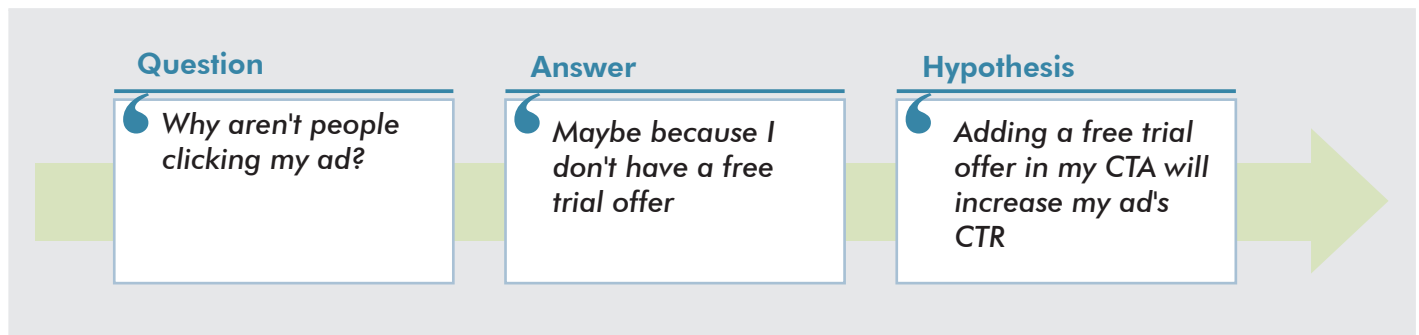 Question
‘ Why aren't people
clicking my ad?
Answer
‘ Maybe because I
don't have a free
trial offer
Hypothesis
‘ Adding a free trial
offer in my CTA will
increase my ad's
CTR